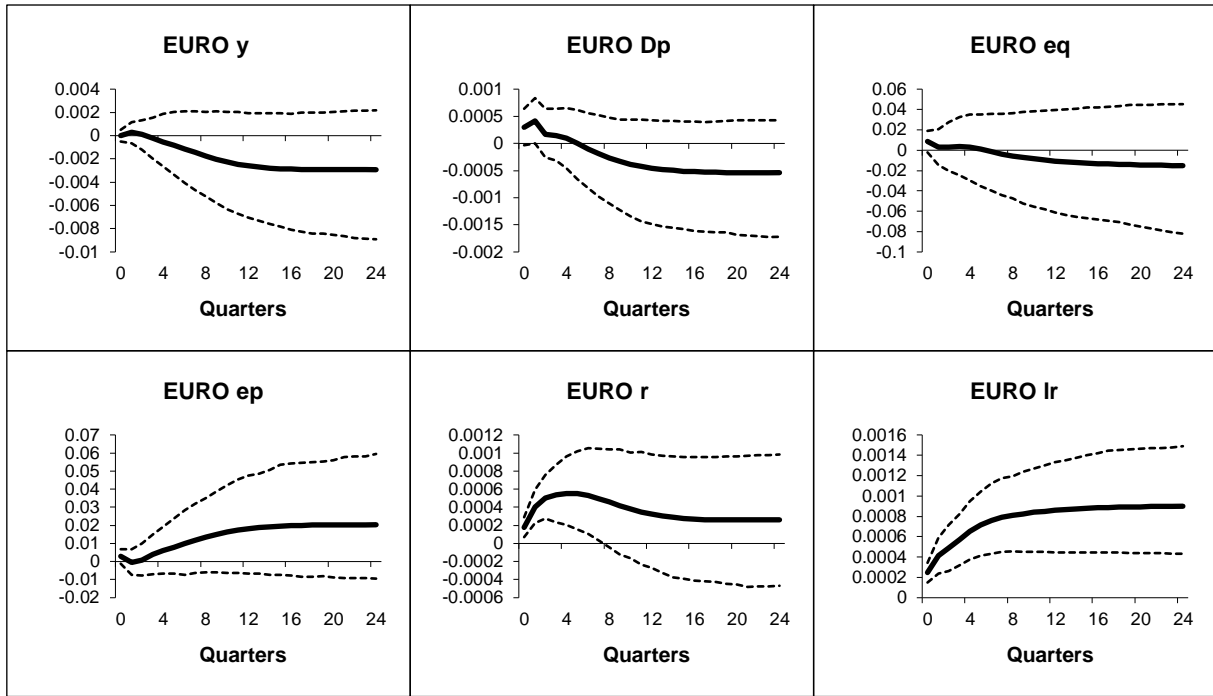 EURO y
0.004
0.002
0
-0.002
-0.004
-0.006
-0.008
-0.01
0 4 8 12 16 20 24
Quarters
EURO Dp
0.001
0.0005
0
-0.0005
-0.001
-0.0015
-0.002
0 4 8 12 16 20 24
Quarters
EURO eq
0.06
0.04
0.02
0
-0.02
-0.04
-0.06
-0.08
-0.1
0 4 8 12 16 20 24
Quarters
EURO ep
0.07
0.06
0.05
0.04
0.03
0.02
0.01
0
-0.01
-0.02
0 4 8 12 16 20 24
Quarters
EURO r
0.0012
0.001
0.0008
0.0006
0.0004
0.0002
0
-0.0002
-0.0004
-0.0006
0 4 8 12 16 20 24
Quarters
EURO lr
0.0016
0.0014
0.0012
0.001
0.0008
0.0006
0.0004
0.0002
0
0 4 8 12 16 20 24
Quarters